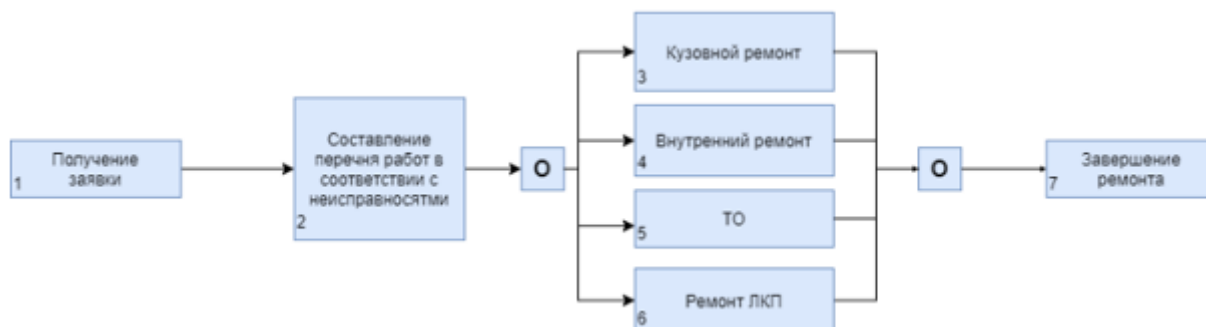 Получение
заявки
1
Составление
перечня работ в
соответствии с
неисправносятми
2
О
Кузовной ремонт
3
Внутренний ремонт
4
ТО
5
Ремонт ЛКП
6
О
Завершение
ремонта
7